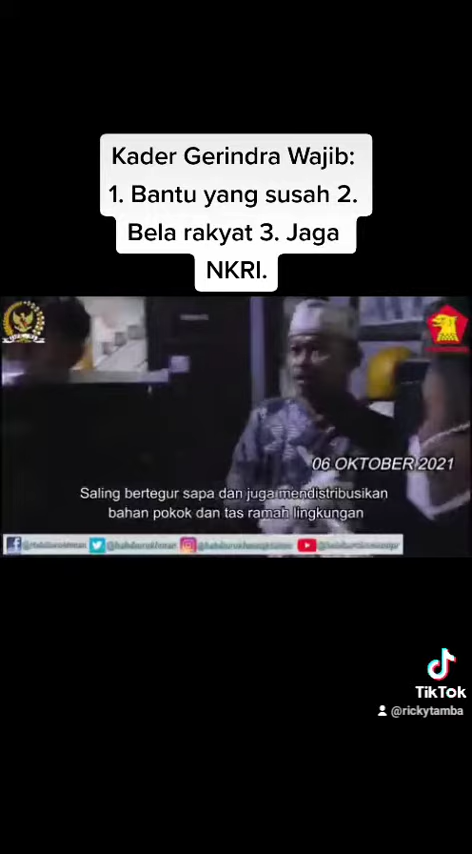 Kader Gerindra Wajib:
1. Bantu yang susah 2.
Bela rakyat 3. Jaga
NKRI.
06 OKTOBER 2021
Saling bertegur sapa dan juga mendistribusikan
bahan pokok dan tas ramah lingkungan
TikTok
@rickytamba